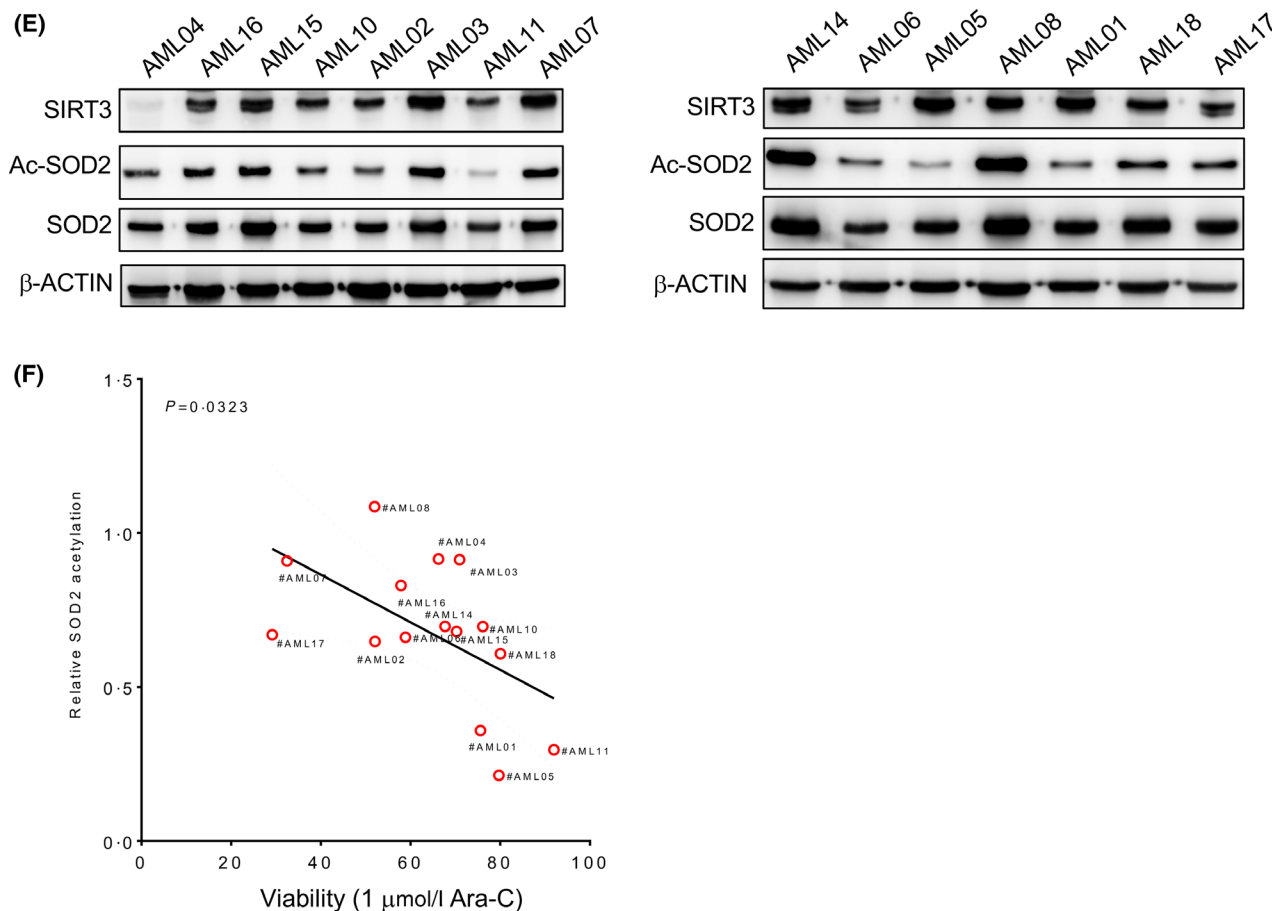 (E)
AML04 AML16 AML15 AML10 AML02 AML03 AML11 AML07
SIRT3
Ac-SOD2
SOD2
β-ACTIN
AML14 AML06 AML05 AML08 AML01 AML18 AML17
SIRT3
Ac-SOD2
SOD2
β-ACTIN
(F)
P=0·0323
Relative SOD2 acetylation
1·5
1·0
0·5
0·0
#AML08
#AML04
#AML03
#AML07
#AML16
#AML14
#AML10
#AML17
#AML06
#AML15
#AML02
#AML18
#AML01
#AML11
#AML05
0 20 40 60 80 100
Viability (1 μmol/l Ara-C)